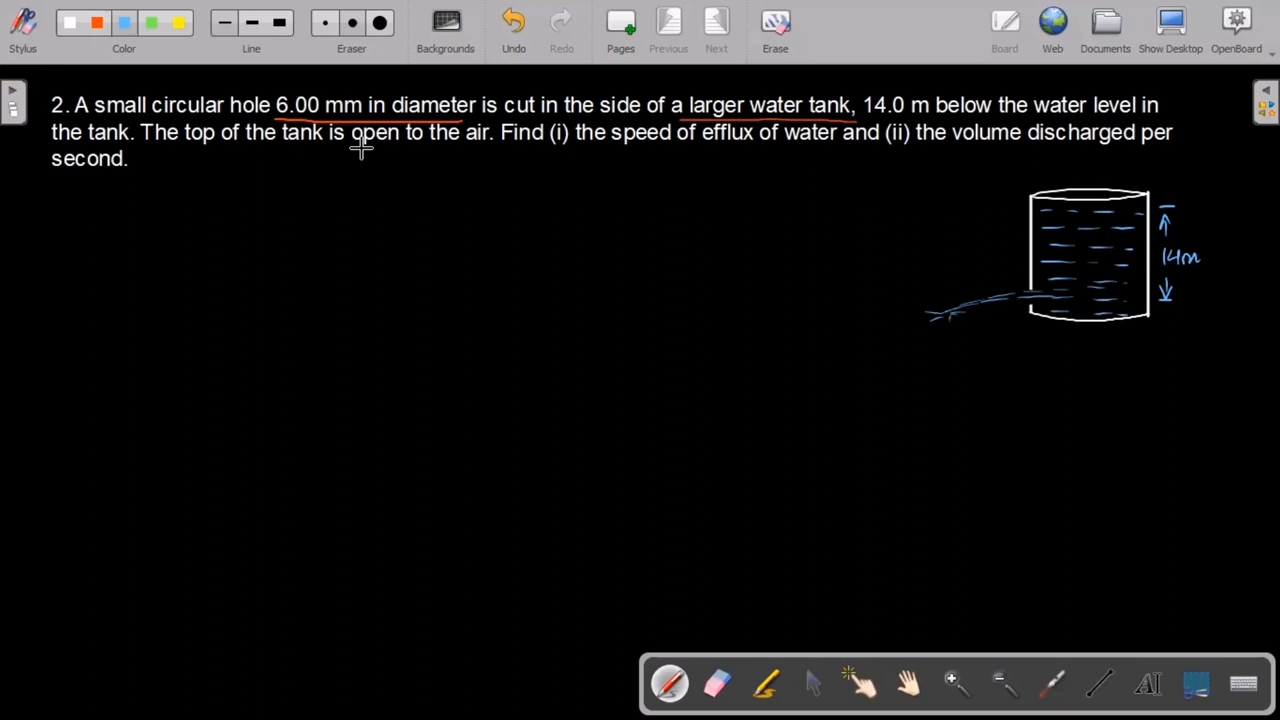 Stylus Color Line Eraser Backgrounds Undo Redo Pages Previous Next Erase Board Web Documents Show Desktop OpenBoard
2. A small circular hole 6.00 mm in diameter is cut in the side of a larger water tank, 14.0 m below the water level in
the tank. The top of the tank is open to the air. Find (i) the speed of efflux of water and (ii) the volume discharged per
second.
14m
AI